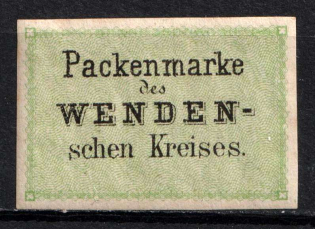 Packenmarke
des
WENDEN-
schen Kreises.